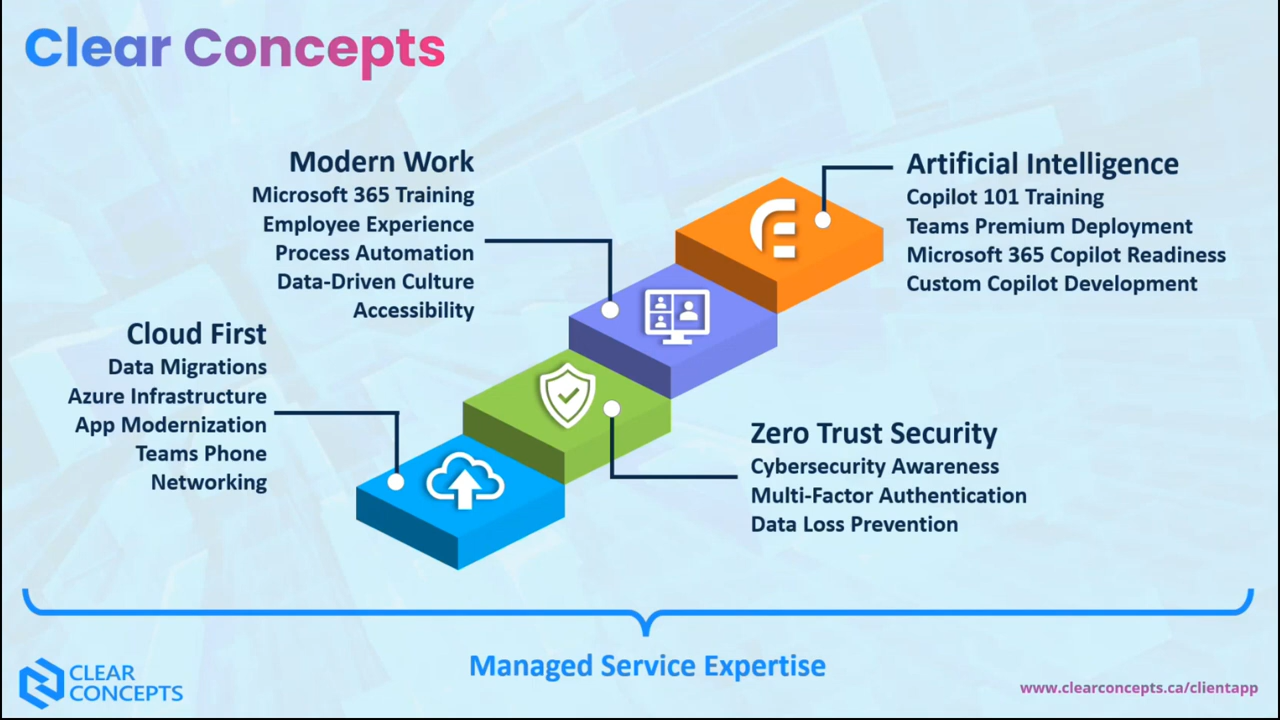 Clear Concepts
Modern Work
Microsoft 365 Training
Employee Experience
Process Automation
Data-Driven Culture
Accessibility
Artificial Intelligence
Copilot 101 Training
Teams Premium Deployment
Microsoft 365 Copilot Readiness
Custom Copilot Development
Cloud First
Data Migrations
Azure Infrastructure
App Modernization
Teams Phone
Networking
Zero Trust Security
Cybersecurity Awareness
Multi-Factor Authentication
Data Loss Prevention
Managed Service Expertise
CLEAR
CONCEPTS
www.clearconcepts.ca/clientapp